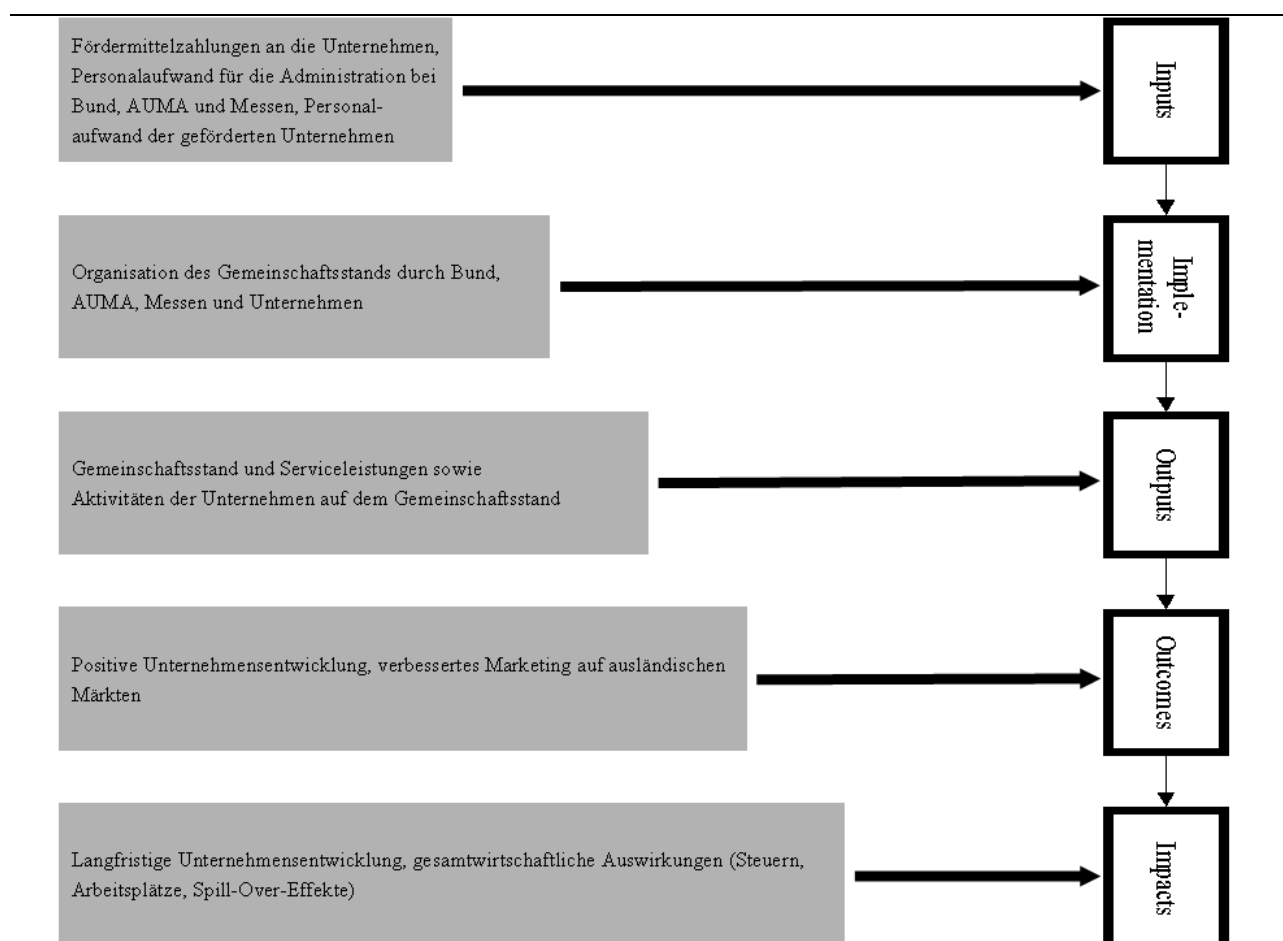 Fördermittelzahlungen an die Unternehmen,
Personalaufwand für die Administration bei
Bund, AUMA und Messen, Personal-
aufwand der geförderten Unternehmen
Inputs
Organisation des Gemeinschaftsstands durch Bund,
AUMA, Messen und Unternehmen
Imple-
mentation
Gemeinschaftsstand und Serviceleistungen sowie
Aktivitäten der Unternehmen auf dem Gemeinschaftsstand
Outputs
Positive Unternehmensentwicklung, verbessertes Marketing auf ausländischen
Märkten
Outcomes
Langfristige Unternehmensentwicklung, gesamtwirtschaftliche Auswirkungen (Steuern,
Arbeitsplätze, Spill-Over-Effekte)
Impacts